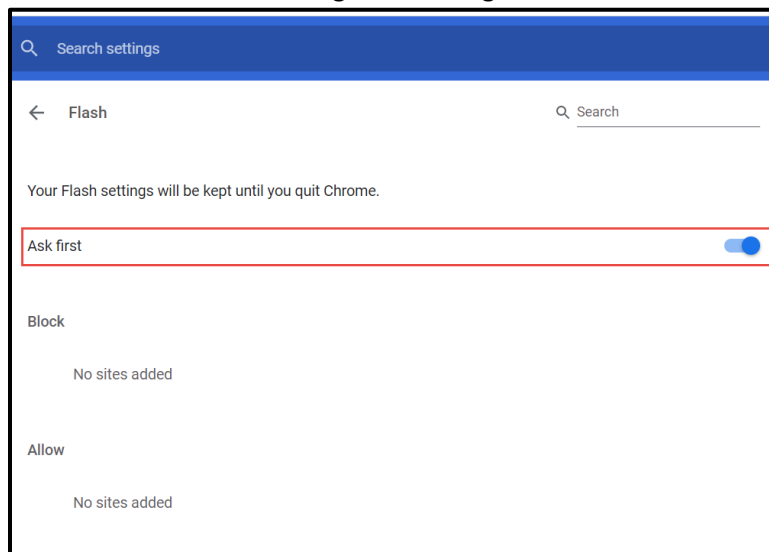 Search settings
Flash
Search
Your Flash settings will be kept until you quit Chrome.
Ask first
Block
No sites added
Allow
No sites added